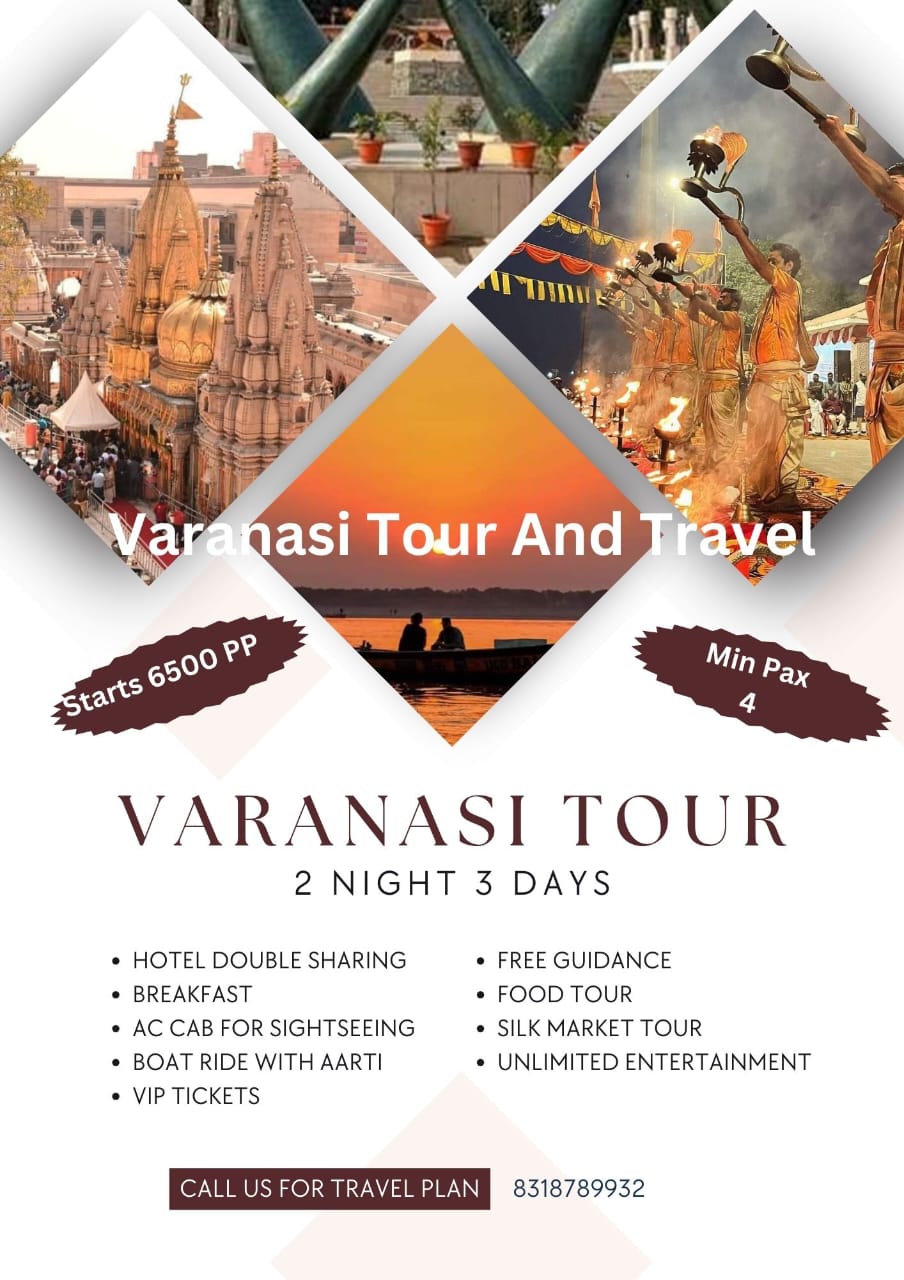 Varanasi Tour And Travel
Starts 6500 PP
Min Pax
4
VARANASI TOUR
2 NIGHT 3 DAYS
• HOTEL DOUBLE SHARING
• BREAKFAST
• AC CAB FOR SIGHTSEEING
• BOAT RIDE WITH AARTI
• VIP TICKETS
• FREE GUIDANCE
• FOOD TOUR
• SILK MARKET TOUR
• UNLIMITED ENTERTAINMENT
CALL US FOR TRAVEL PLAN
8318789932